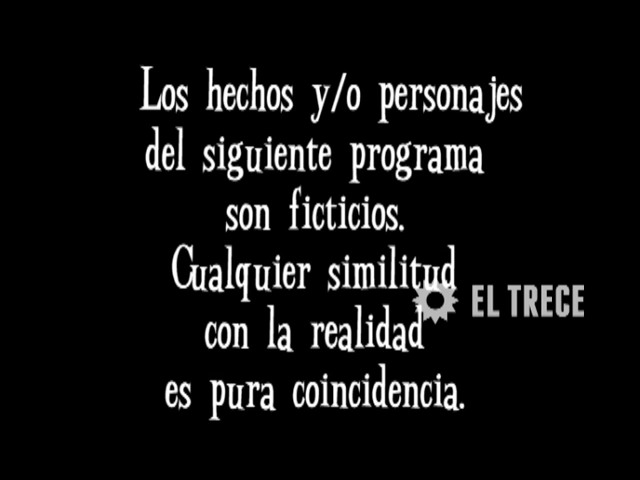 Los hechos y/o personajes
del siguiente programa
son ficticios.
Cualquier similitud
EL TRECE
con la realidad
es pura coincidencia.